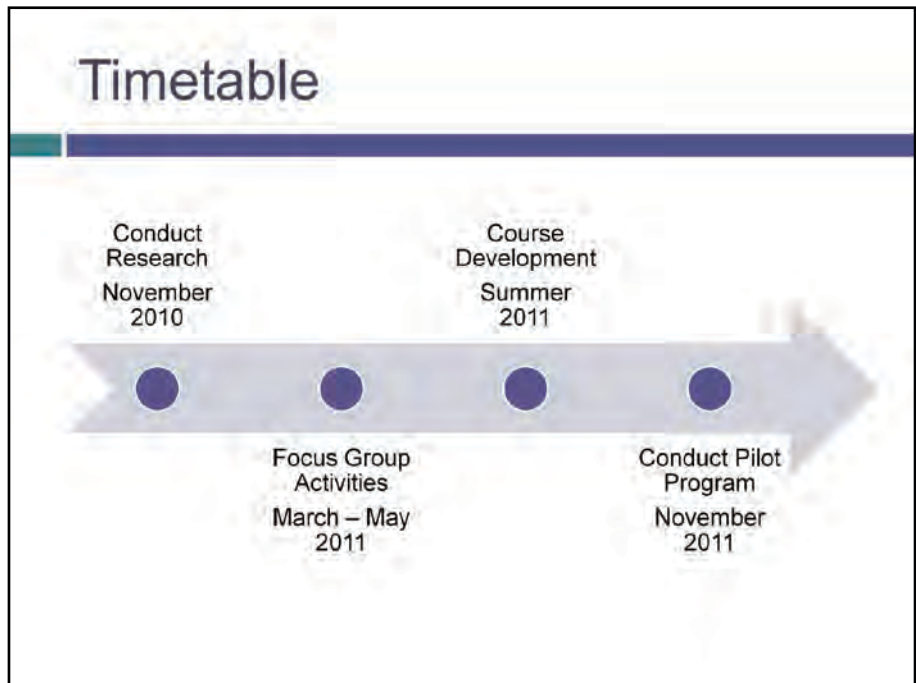 Timetable
Conduct
Research
November
2010
Focus Group
Activities
March – May
2011
Course
Development
Summer
2011
Conduct Pilot
Program
November
2011